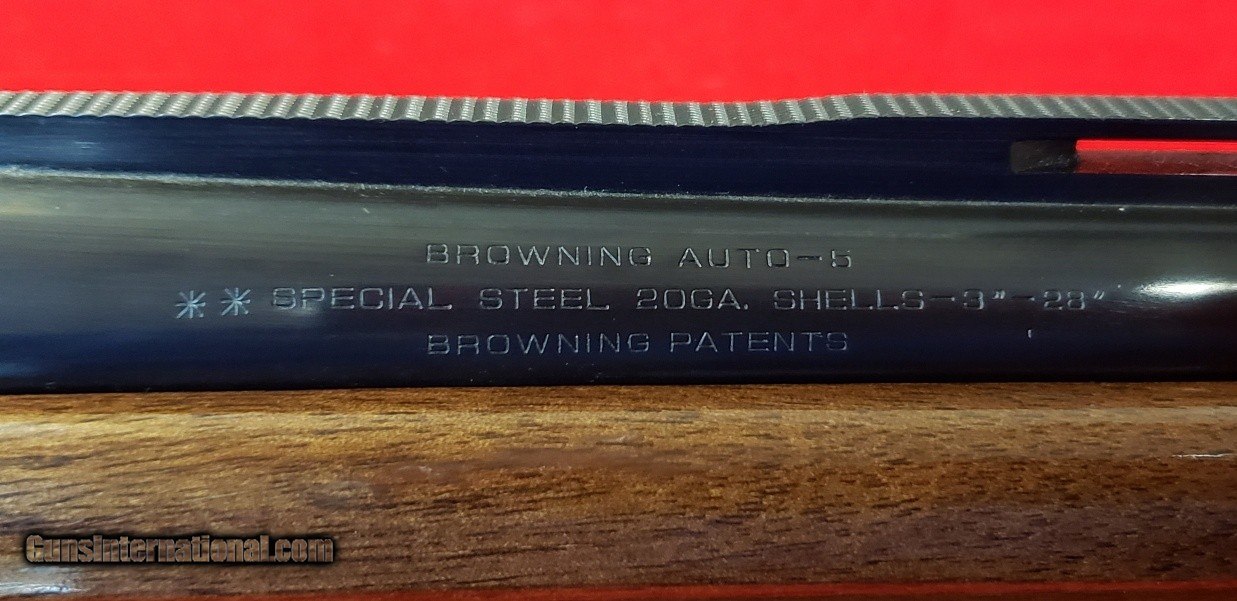 BROWNING AUTO-5
** SPECIAL STEEL 20GA. SHELLS-3"-28"
BROWNING PATENTS
GunsInternational.com